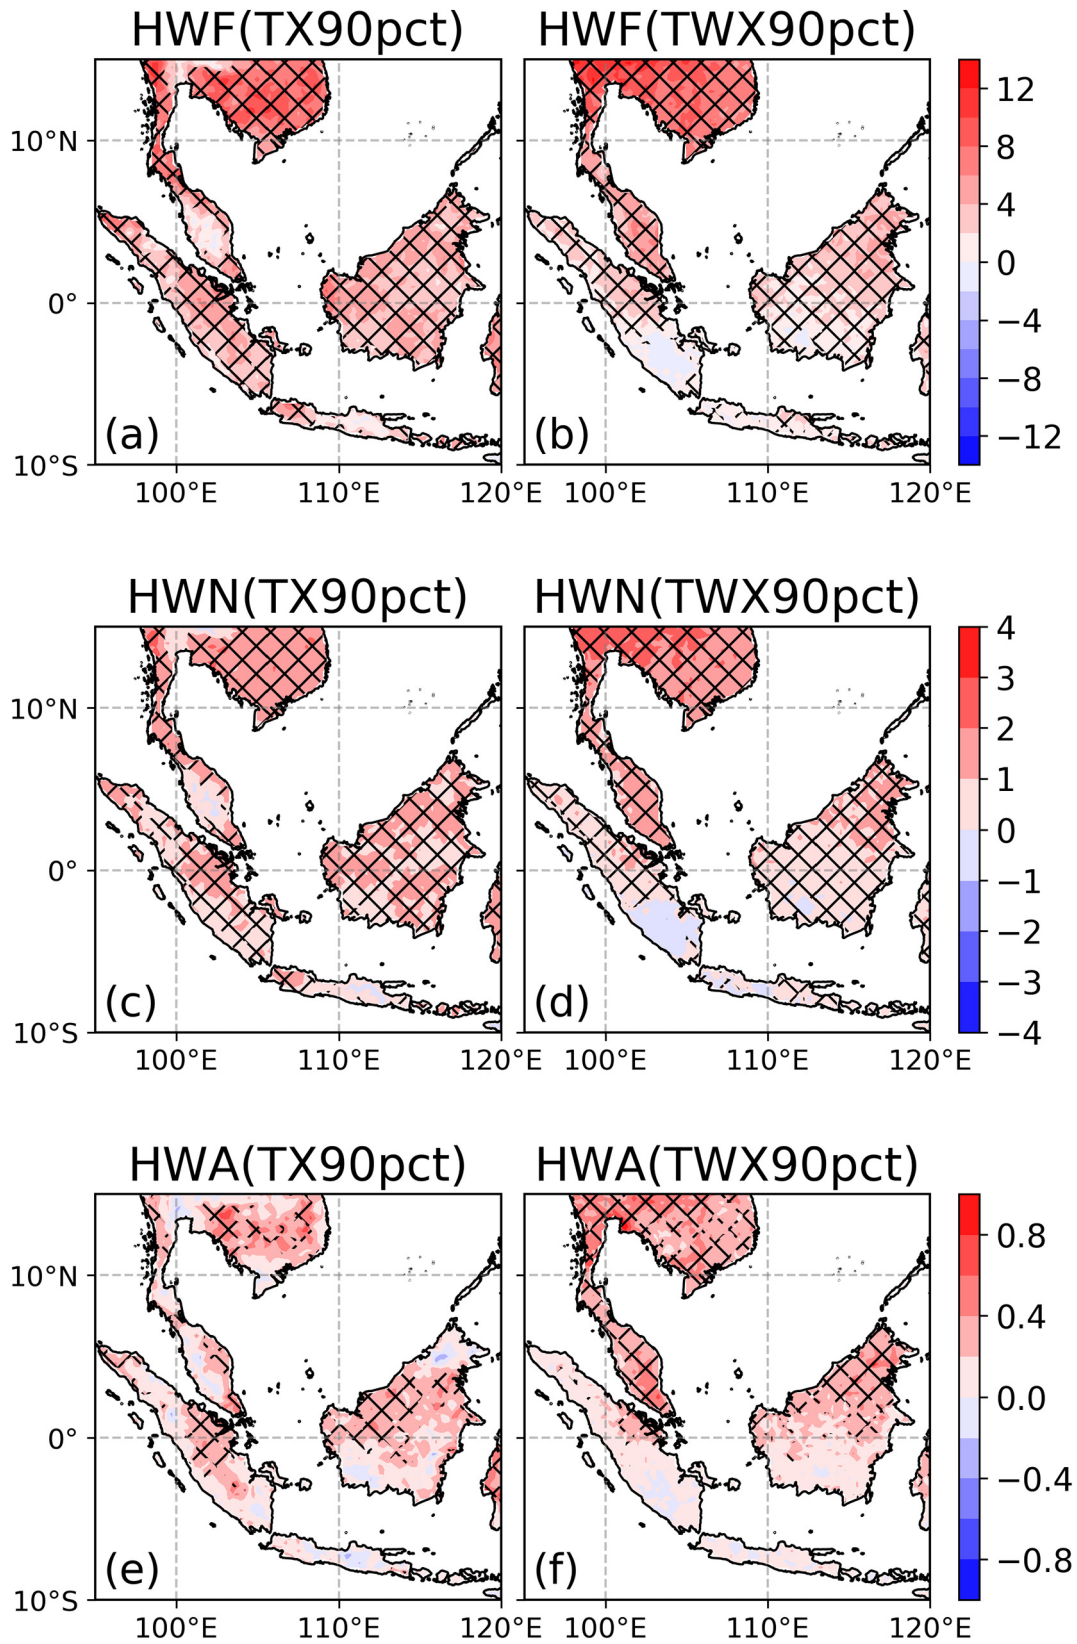 HWF(TX90pct) HWF(TWX90pct)
12
10°N
8
4
0
0°
−4
−8
(a) (b)
−12
10°S
100°E 110°E 120°E 100°E 110°E 120°E
HWN(TX90pct) HWN(TWX90pct)
4
3
10°N
2
1
0
0°
−1
−2
(c) (d)
−3
10°S
−4
100°E 110°E 120°E 100°E 110°E 120°E
HWA(TX90pct) HWA(TWX90pct)
0.8
10°N
0.4
0.0
0°
−0.4
(e) (f)
−0.8
10°S
100°E 110°E 120°E 100°E 110°E 120°E